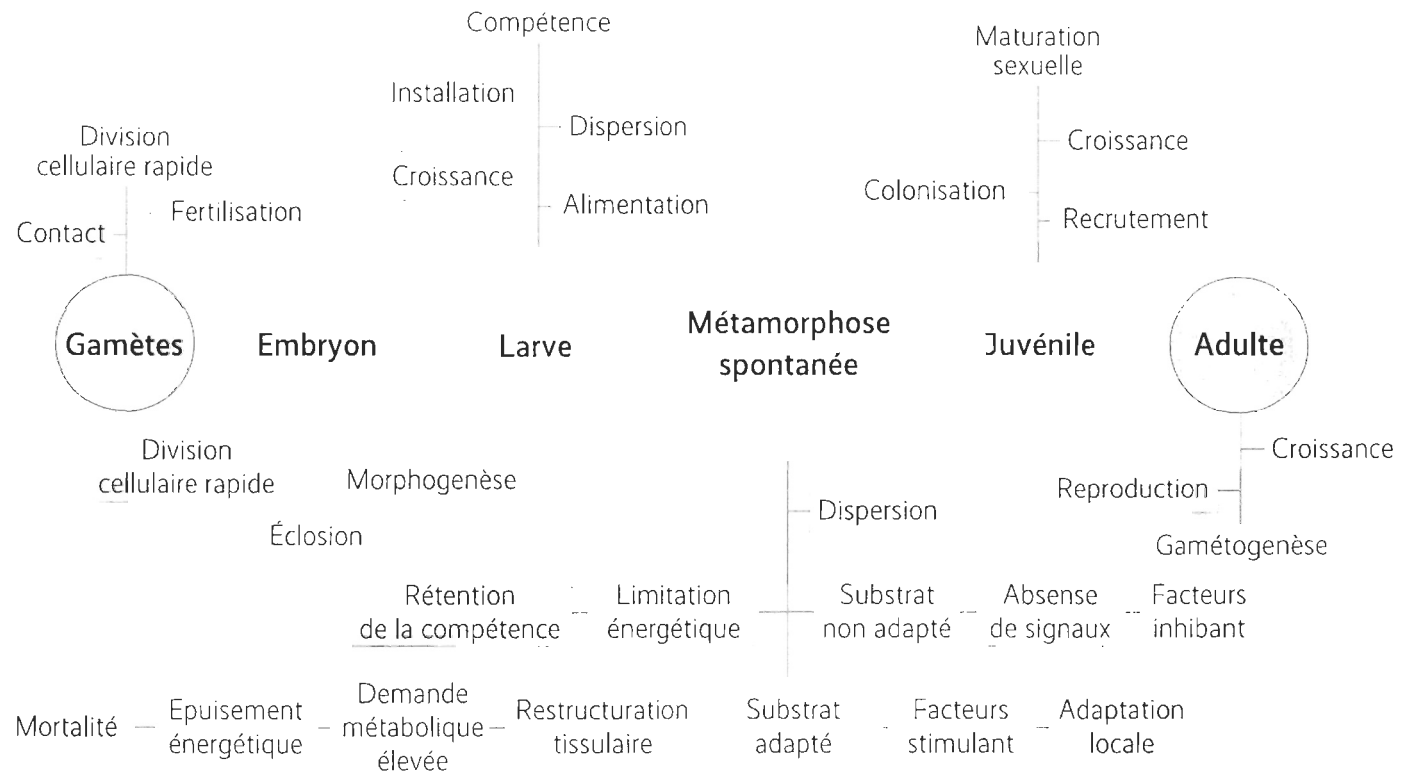 Compétence
Maturation
sexuelle
Installation
Dispersion
Division
cellulaire rapide
Croissance
Croissance
Colonisation
Alimentation
Fertilisation
Recrutement
Contact
Gamètes
Embryon
Larve
Métamorphose
spontanée
Juvénile
Adulte
Division
cellulaire rapide
Morphogenèse
Éclosion
Dispersion
Croissance
Reproduction
Gamétogenèse
Rétention
de la compétence
Limitation
énergétique
Substrat
non adapté
Absense
de signaux
Facteurs
inhibant
Mortalité
Epuisement
énergétique
Demande
métabolique
élevée
Restructuration
tissulaire
Substrat
adapté
Facteurs
stimulant
Adaptation
locale